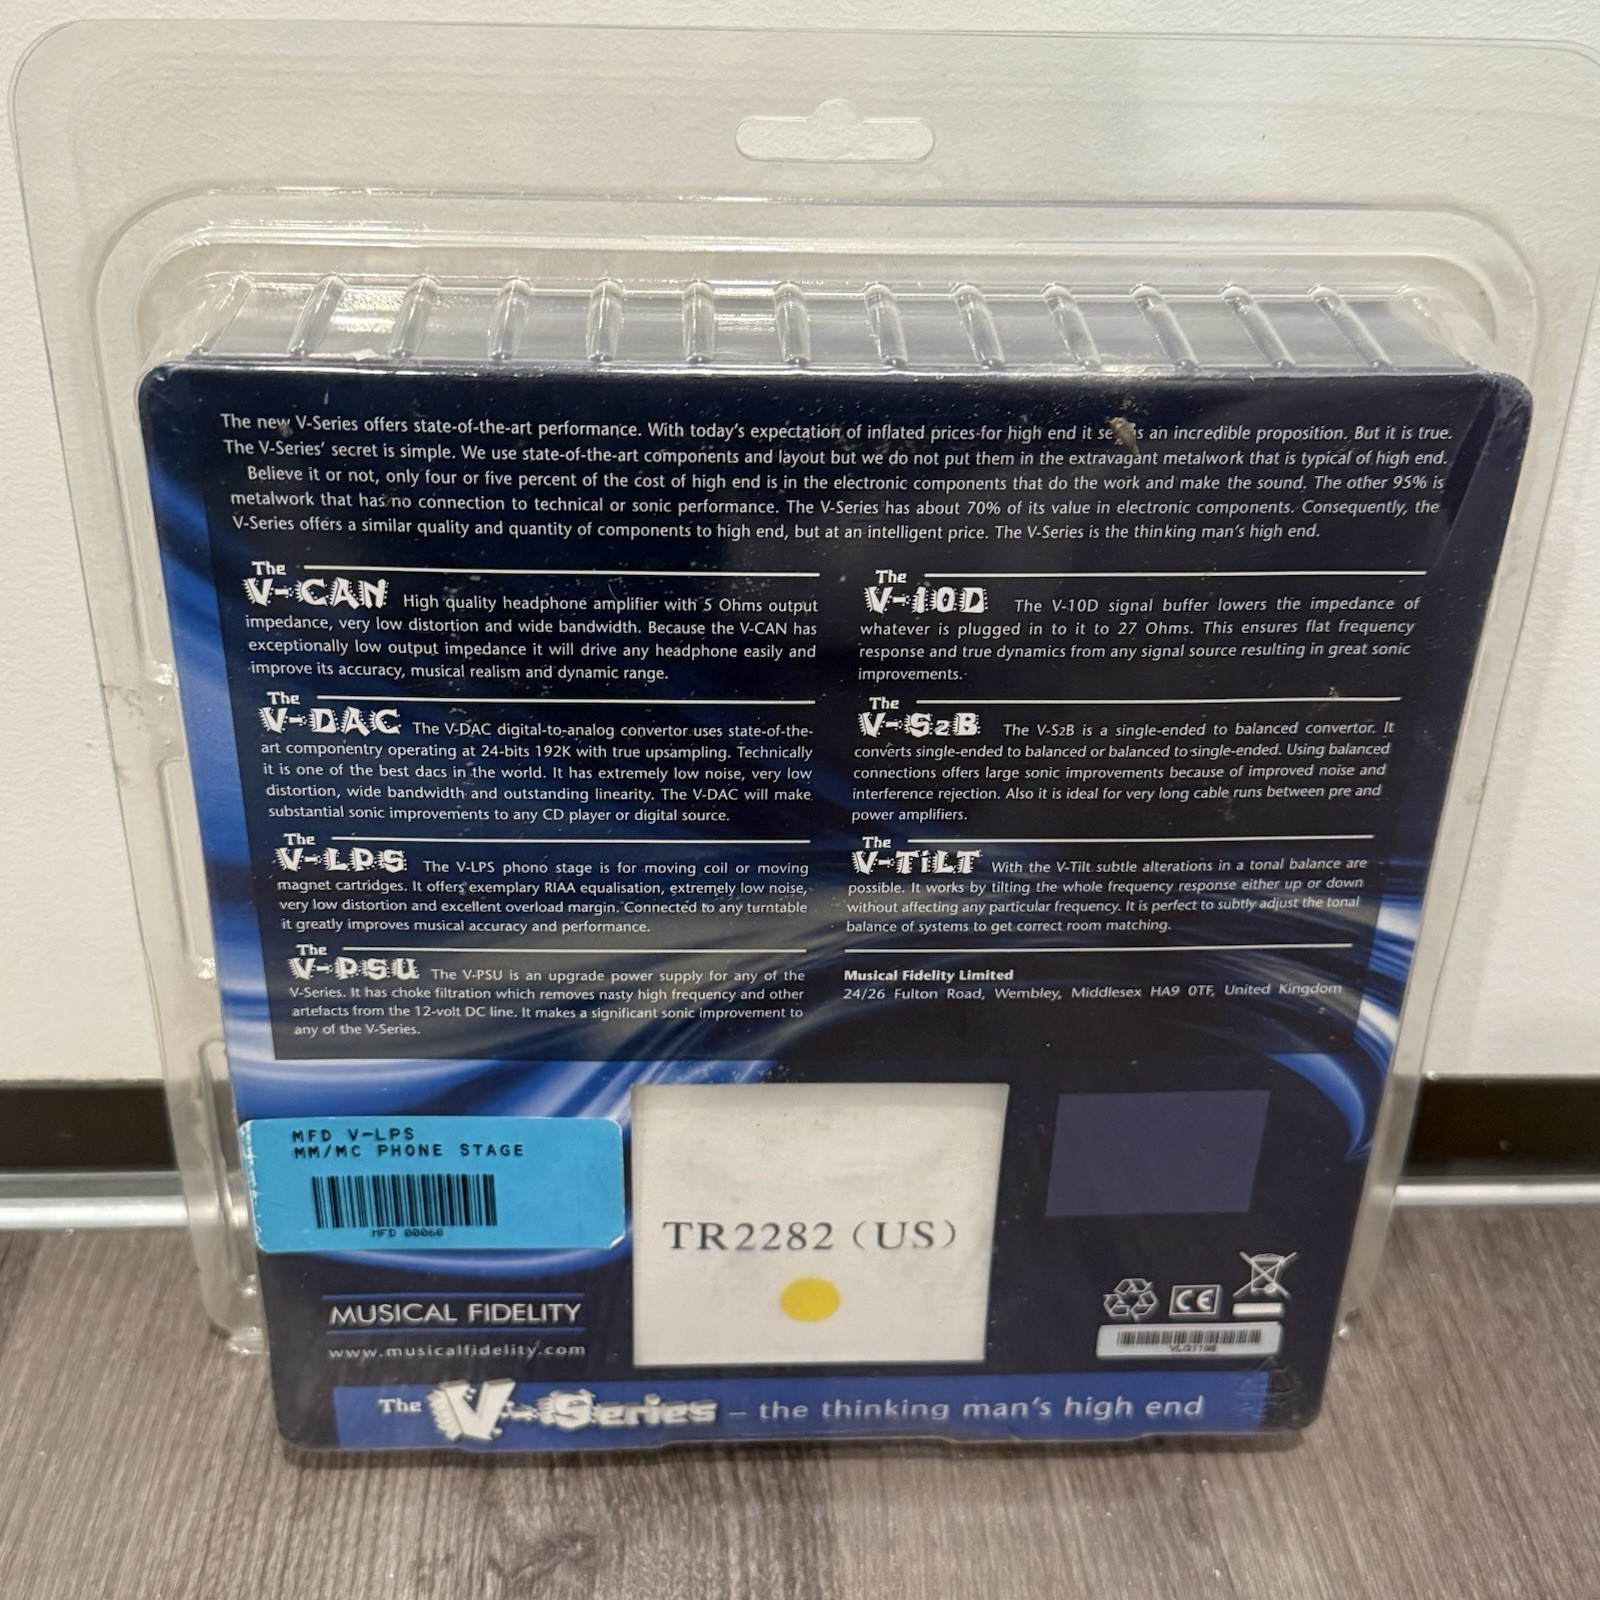 The new V-Series offers state-of-the-art performance. With today's expectation of inflated prices for high end it se s an incredible proposition. But it is true.
The V-Series' secret is simple. We use state-of-the-art components and layout but we do not put them in the extravagant metalwork that is typical of high end.
Believe it or not, only four or five percent of the cost of high end is in the electronic components that do the work and make the sound. The other 95% is
metalwork that has no connection to technical or sonic performance. The V-Series has about 70% of its value in electronic components. Consequently, the
V-Series offers a similar quality and quantity of components to high end, but at an intelligent price. The V-Series is the thinking man's high end.
The
V-CAN High quality headphone amplifier with 5 Ohms output
impedance, very low distortion and wide bandwidth. Because the V-CAN has
exceptionally low output impedance it will drive any headphone easily and
improve its accuracy, musical realism and dynamic range.
The
V-DAC The V-DAC digital-to-analog convertor uses state-of-the-
art componentry operating at 24-bits 192K with true upsampling. Technically
it is one of the best dacs in the world. It has extremely low noise, very low
distortion, wide bandwidth and outstanding linearity. The V-DAC will make
substantial sonic improvements to any CD player or digital source.
The
V-LPS The V-LPS phono stage is for moving coil or moving
magnet cartridges. It offers exemplary RIAA equalisation, extremely low noise,
very low distortion and excellent overload margin. Connected to any turntable
it greatly improves musical accuracy and performance.
The
V-PSU The V-PSU is an upgrade power supply for any of the
V-Series. It has choke filtration which removes nasty high frequency and other
artefacts from the 12-volt DC line. It makes a significant sonic improvement to
any of the V-Series.
The
V-10D The V-10D signal buffer lowers the impedance of
whatever is plugged in to it to 27 Ohms. This ensures flat frequency
response and true dynamics from any signal source resulting in great sonic
improvements.
The
V-S2B The V-S2B is a single-ended to balanced convertor. It
converts single-ended to balanced or balanced to single-ended. Using balanced
connections offers large sonic improvements because of improved noise and
interference rejection. Also it is ideal for very long cable runs between pre and
power amplifiers.
The
V-TiLT With the V-Tilt subtle alterations in a tonal balance are
possible. It works by tilting the whole frequency response either up or down
without affecting any particular frequency. It is perfect to subtly adjust the tonal
balance of systems to get correct room matching.
Musical Fidelity Limited
24/26 Fulton Road, Wembley, Middlesex HA9 0TF, United Kingdom
MFD V-LPS
MM/MC PHONE STAGE
MFD 00060
TR2282 (US)
CE
MUSICAL FIDELITY
www.musicalfidelity.com
The V-Series – the thinking man's high end